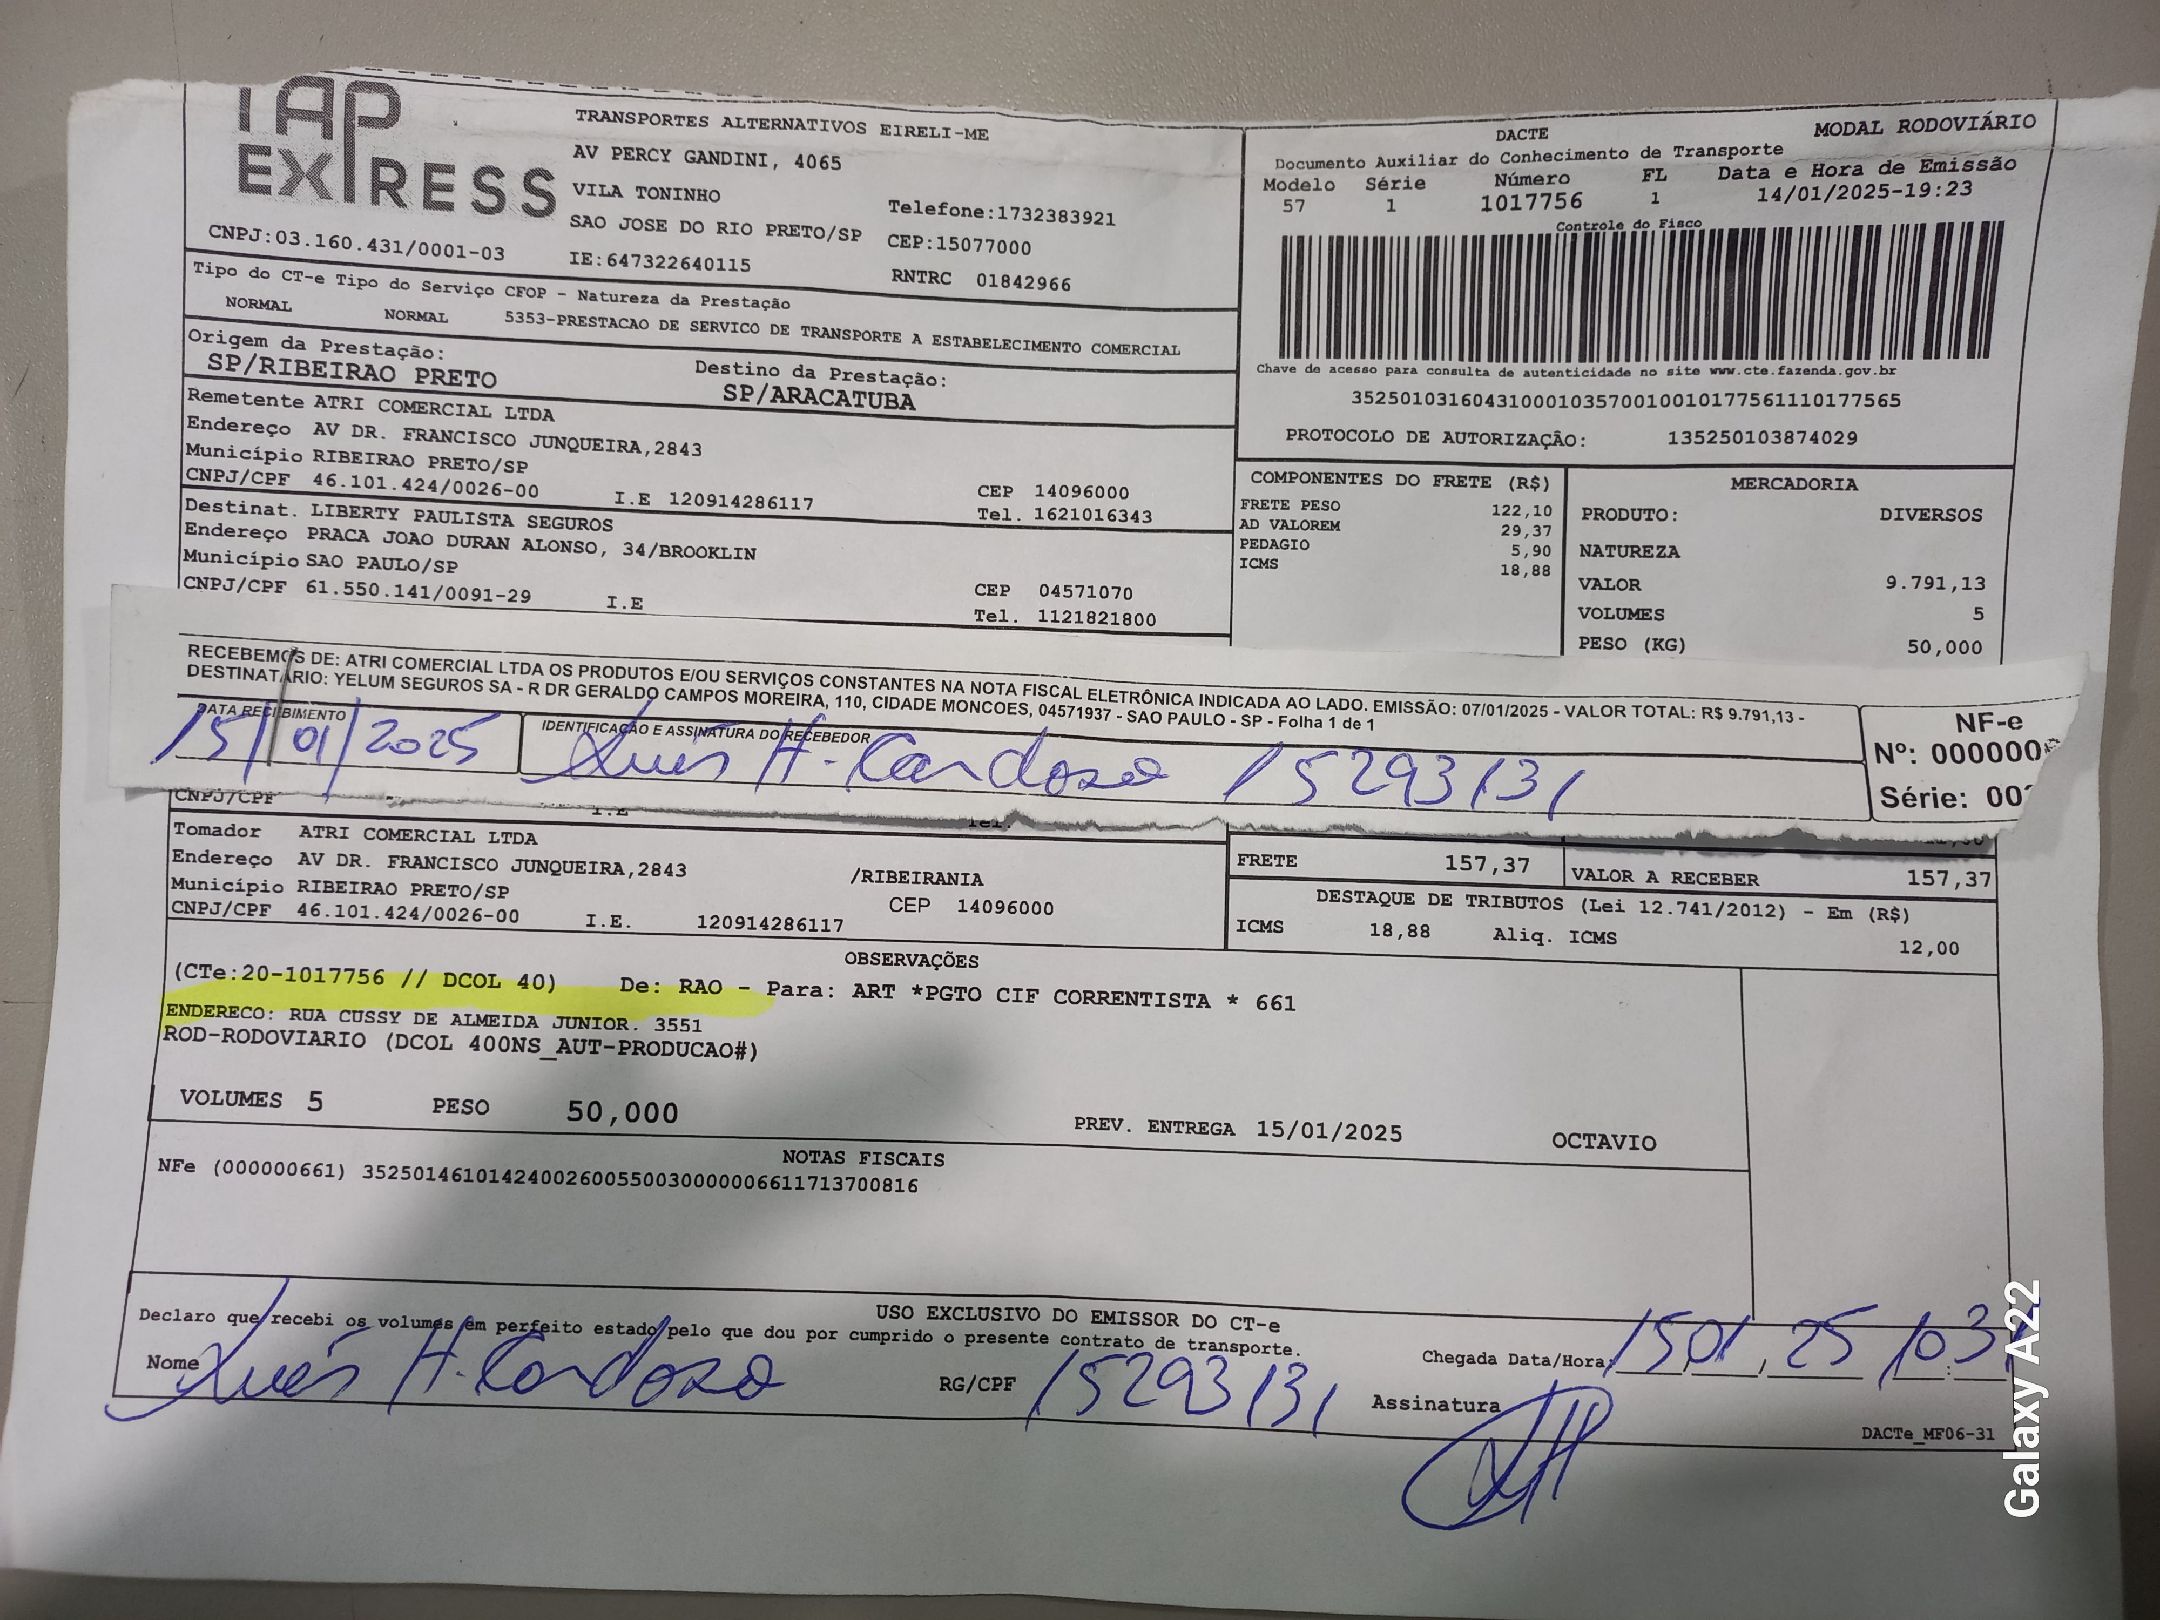 TAP
EXPRESS
TRANSPORTES ALTERNATIVOS EIRELI-ME
AV PERCY GANDINI, 4065
VILA TONINHO
Telefone:1732383921
SAO JOSE DO RIO PRETO/SP
CEP:15077000
CNPJ:03.160.431/0001-03
IE:647322640115
RNTRC 01842966
DACTE
MODAL RODOVIÁRIO
Documento Auxiliar do Conhecimento de Transporte
Modelo Série Número FL Data e Hora de Emissão
57 1 1017756 1 14/01/2025-19:23
Controle do Fisco
Chave de acesso para consulta de autenticidade no site www.cte.fazenda.gov.br
35250103160431000103570010010177561110177565
PROTOCOLO DE AUTORIZAÇÃO: 135250103874029
Tipo do CT-e Tipo do Serviço CFOP - Natureza da Prestação
NORMAL NORMAL 5353-PRESTACAO DE SERVICO DE TRANSPORTE A ESTABELECIMENTO COMERCIAL
Origem da Prestação:
SP/RIBEIRAO PRETO
Destino da Prestação:
SP/ARACATUBA
Remetente ATRI COMERCIAL LTDA
Endereço AV DR. FRANCISCO JUNQUEIRA,2843
Município RIBEIRAO PRETO/SP
CEP 14096000
CNPJ/CPF 46.101.424/0026-00 I.E 120914286117
Tel. 1621016343
Destinat. LIBERTY PAULISTA SEGUROS
Endereço PRACA JOAO DURAN ALONSO, 34/BROOKLIN
Município SAO PAULO/SP
CEP 04571070
CNPJ/CPF 61.550.141/0091-29 I.E
Tel. 1121821800
COMPONENTES DO FRETE (R$)
FRETE PESO 122,10
AD VALOREM 29,37
PEDAGIO 5,90
ICMS 18,88
MERCADORIA
PRODUTO: DIVERSOS
NATUREZA
VALOR 9.791,13
VOLUMES 5
PESO (KG) 50,000
RECEBEMOS DE: ATRI COMERCIAL LTDA OS PRODUTOS E/OU SERVIÇOS CONSTANTES NA NOTA FISCAL ELETRÔNICA INDICADA AO LADO. EMISSÃO: 07/01/2025 - VALOR TOTAL: R$ 9.791,13 -
DESTINATÁRIO: YELUM SEGUROS SA - R DR GERALDO CAMPOS MOREIRA, 110, CIDADE MONCOES, 04571937 - SAO PAULO - SP - Folha 1 de 1
DATA RECEBIMENTO
15/01/2025
IDENTIFICAÇÃO E ASSINATURA DO RECEBEDOR
Luís H. Cardoso 15293131
NF-e
Nº: 000000
Série: 00
CNPJ/CPF I.E Tel.
Tomador ATRI COMERCIAL LTDA
Endereço AV DR. FRANCISCO JUNQUEIRA,2843 /RIBEIRANIA
Município RIBEIRAO PRETO/SP CEP 14096000
CNPJ/CPF 46.101.424/0026-00 I.E. 120914286117
FRETE 157,37
VALOR A RECEBER 157,37
DESTAQUE DE TRIBUTOS (Lei 12.741/2012) - Em (R$)
ICMS 18,88 Aliq. ICMS 12,00
OBSERVAÇÕES
(CTe:20-1017756 // DCOL 40) De: RAO - Para: ART *PGTO CIF CORRENTISTA * 661
ENDERECO: RUA CUSSY DE ALMEIDA JUNIOR. 3551
ROD-RODOVIARIO (DCOL 400NS_AUT-PRODUCAO#)
VOLUMES 5 PESO 50,000
PREV. ENTREGA 15/01/2025 OCTAVIO
NOTAS FISCAIS
NFe (000000661) 35250146101424002600550030000006611713700816
USO EXCLUSIVO DO EMISSOR DO CT-e
Declaro que recebi os volumes em perfeito estado pelo que dou por cumprido o presente contrato de transporte.
Nome Luís H. Cardoso
RG/CPF 15293131
Chegada Data/Hora: 15 01 25 1031
Assinatura
DACTe_MF06-31
Galaxy A22